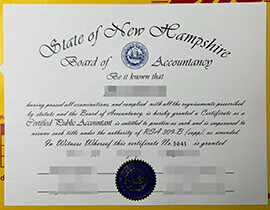 State of New Hampshire
Board of Accountancy
Be it known that
having passed all examinations, and complied with all the requirements prescribed
by statute and the Board of Accountancy, is hereby granted a Certificate as a
Certified Public Accountant is entitled to practice as such and is empowered to
assume such title under the authority of RSA 309-B (supp), as amended.
In Witness Whereof this certificate No. 5041 is granted